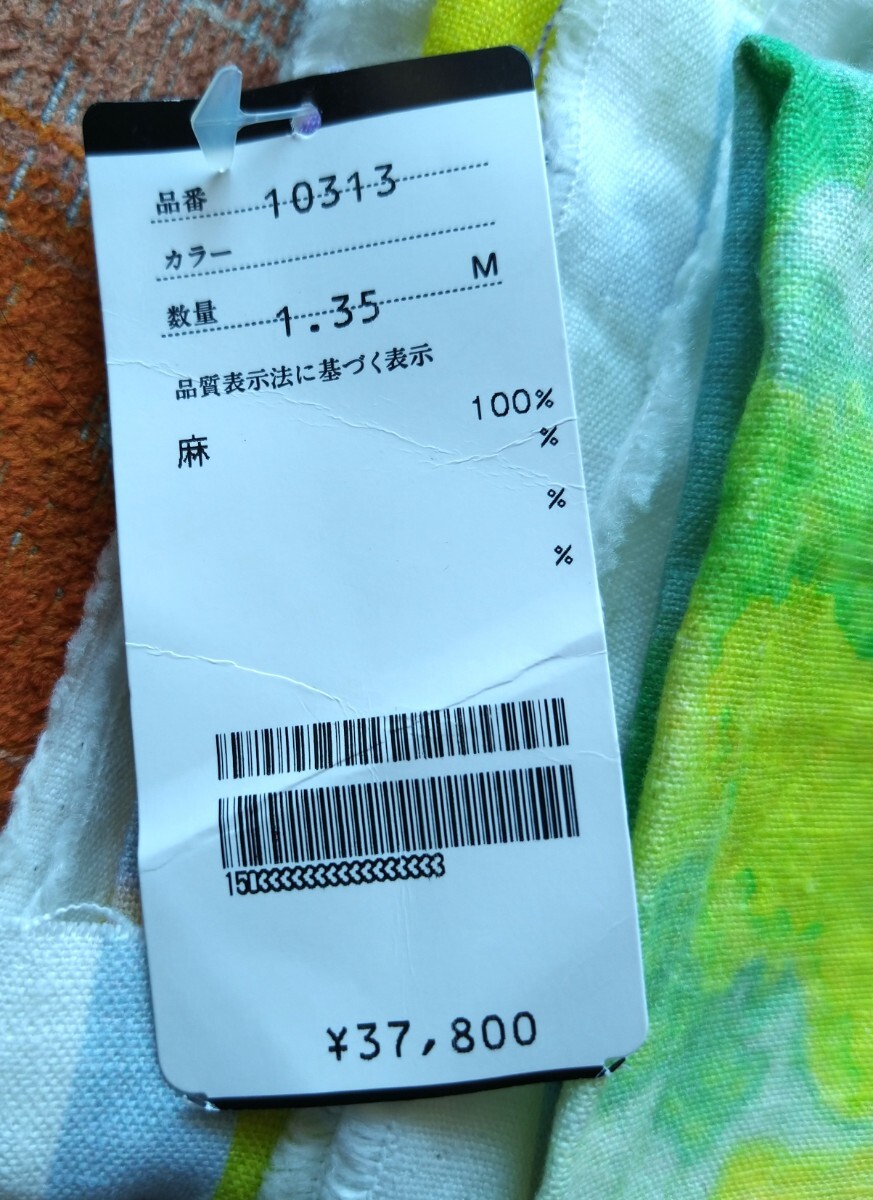 品番 10313
カラー
数量 1.35 M
品質表示法に基づく表示
麻 100%
%
%
%
¥37,800